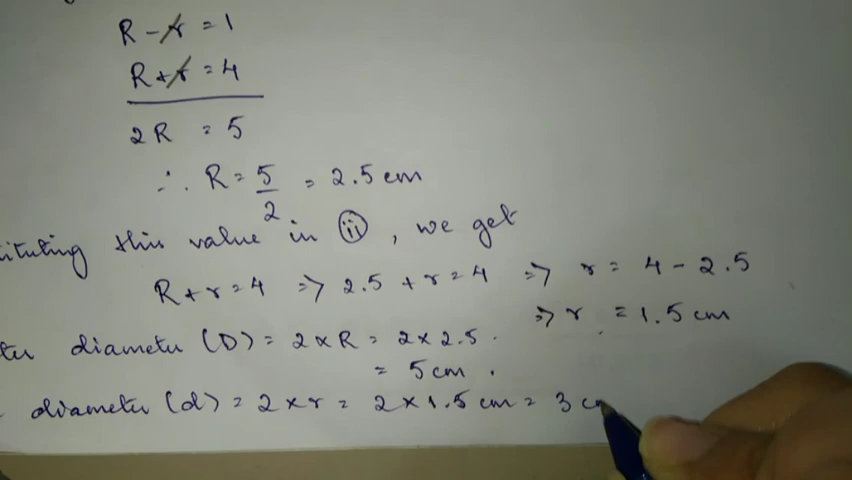 R - r = 1
R + r = 4
2R = 5
∴ R = 5/2 = 2.5 cm
this value in (ii), we get
R + r = 4 ⇒ 2.5 + r = 4 ⇒ r = 4 - 2.5
⇒ r = 1.5 cm
diameter (D) = 2 × R = 2 × 2.5.
= 5 cm.
diameter (d) = 2 × r = 2 × 1.5 cm = 3 c